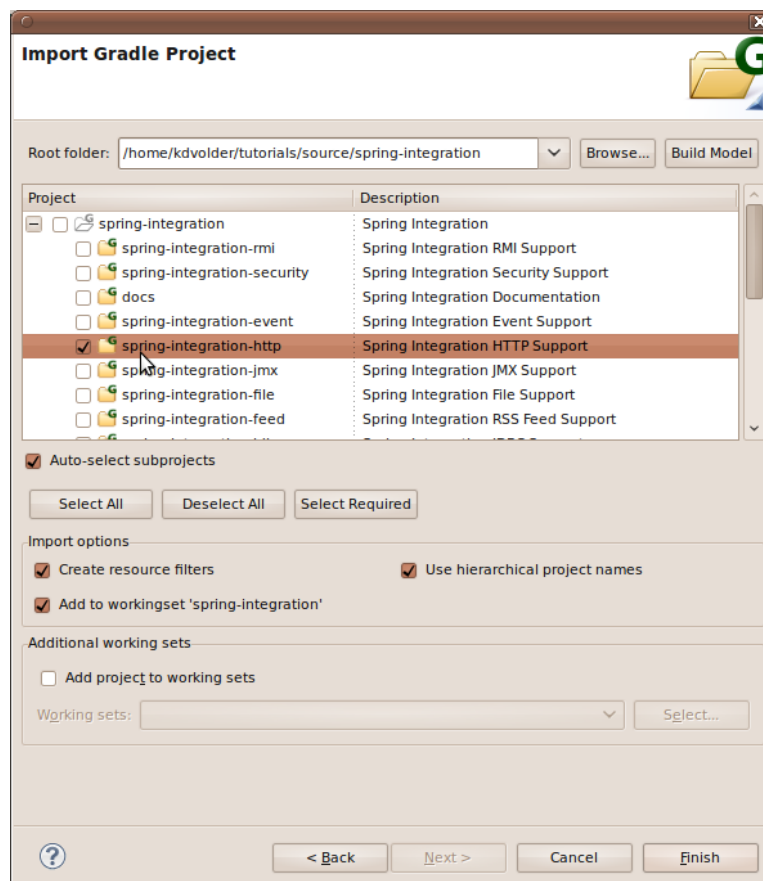 Import Gradle Project
G
Root folder: /home/kdvolder/tutorials/source/spring-integration Browse... Build Model
Project Description
spring-integration Spring Integration
spring-integration-rmi Spring Integration RMI Support
spring-integration-security Spring Integration Security Support
docs Spring Integration Documentation
spring-integration-event Spring Integration Event Support
spring-integration-http Spring Integration HTTP Support
spring-integration-jmx Spring Integration JMX Support
spring-integration-file Spring Integration File Support
spring-integration-feed Spring Integration RSS Feed Support
Auto-select subprojects
Select All Deselect All Select Required
Import options
Create resource filters Use hierarchical project names
Add to workingset 'spring-integration'
Additional working sets
Add project to working sets
Working sets: Select...
< Back Next > Cancel Finish